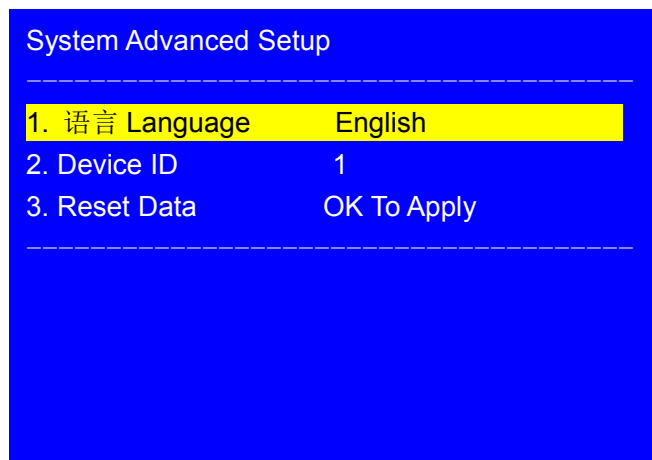 System Advanced Setup
1. 语言 Language English
2. Device ID 1
3. Reset Data OK To Apply